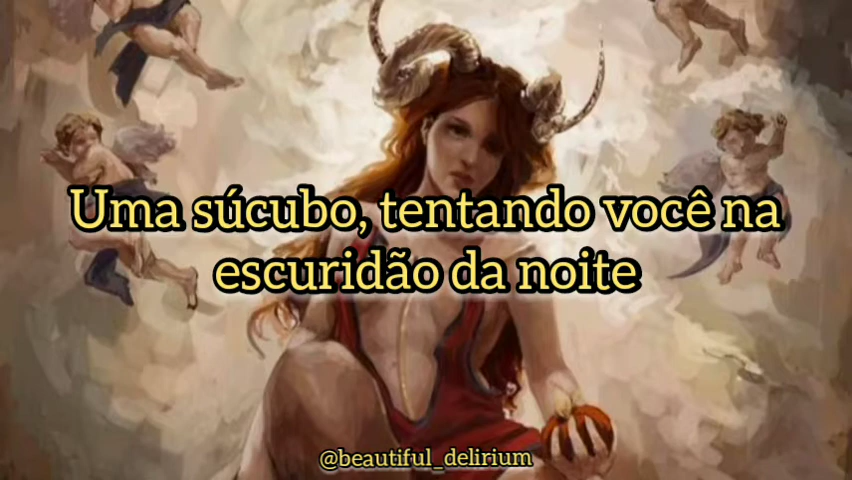 Uma súcubo, tentando você na
escuridão da noite
@beautiful_delirium